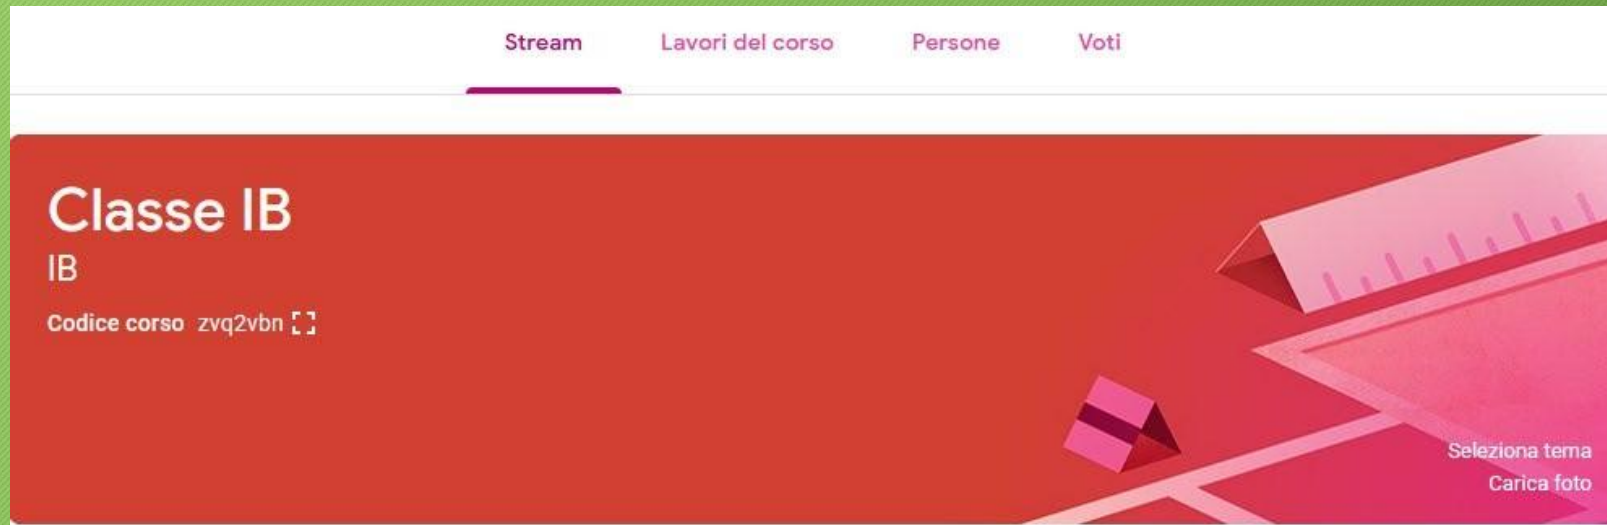 Stream Lavori del corso Persone Voti
Classe IB
IB
Codice corso zvq2vbn
Seleziona tema
Carica foto